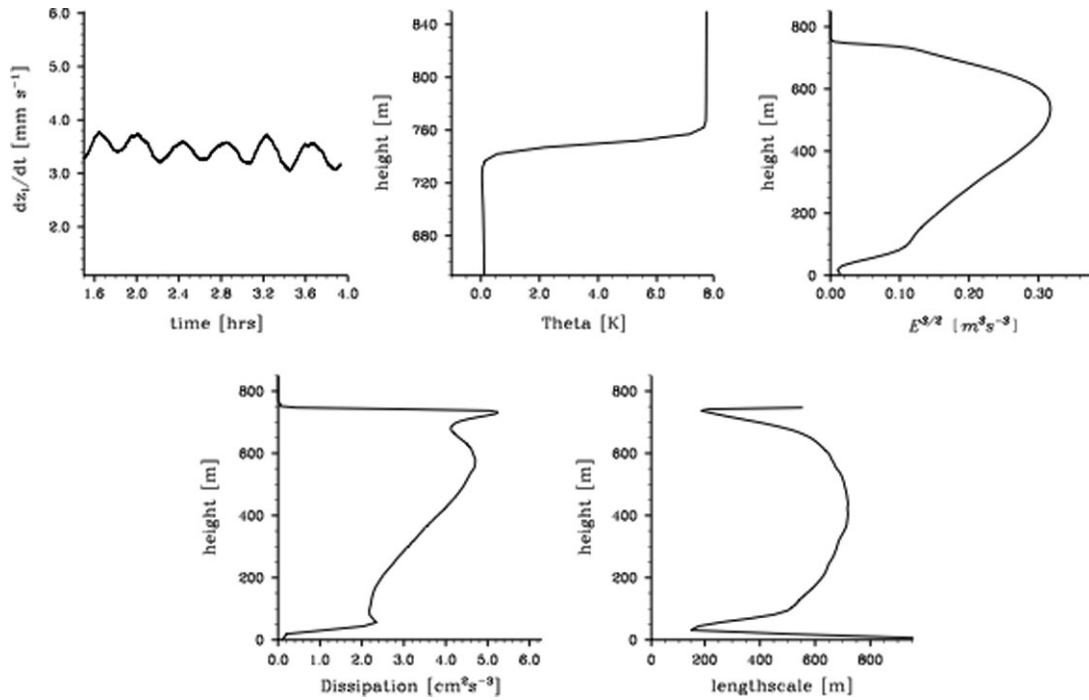 6.0
5.0
4.0
3.0
2.0
dz_i/dt [mm s⁻¹]
1.6 2.0 2.4 2.8 3.2 3.6 4.0
time [hrs]
840
800
760
720
680
height [m]
0.0 2.0 4.0 6.0 8.0
Theta [K]
800
600
400
200
0
height [m]
0.00 0.10 0.20 0.30
E^{3/2} [m³s⁻³]
800
600
400
200
0
height [m]
0.0 1.0 2.0 3.0 4.0 5.0 6.0
Dissipation [cm²s⁻³]
800
600
400
200
0
height [m]
0 200 400 600 800
lengthscale [m]